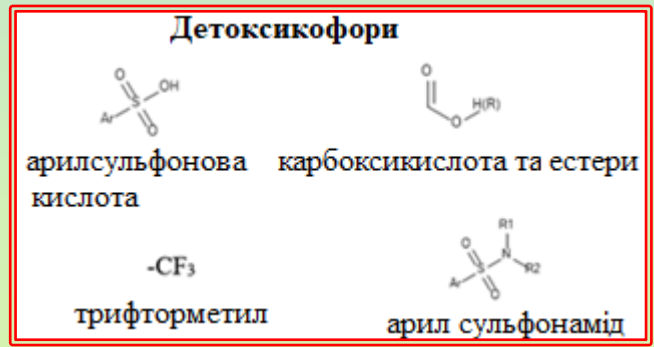 Детоксикофори
O
S
OH
Ar
O
O
O
H(R)
арилсульфонова карбоксикислота та естери
кислота
R1
O
N
S
R2
Ar
O
-CF₃
трифторметил
арил сульфонамід